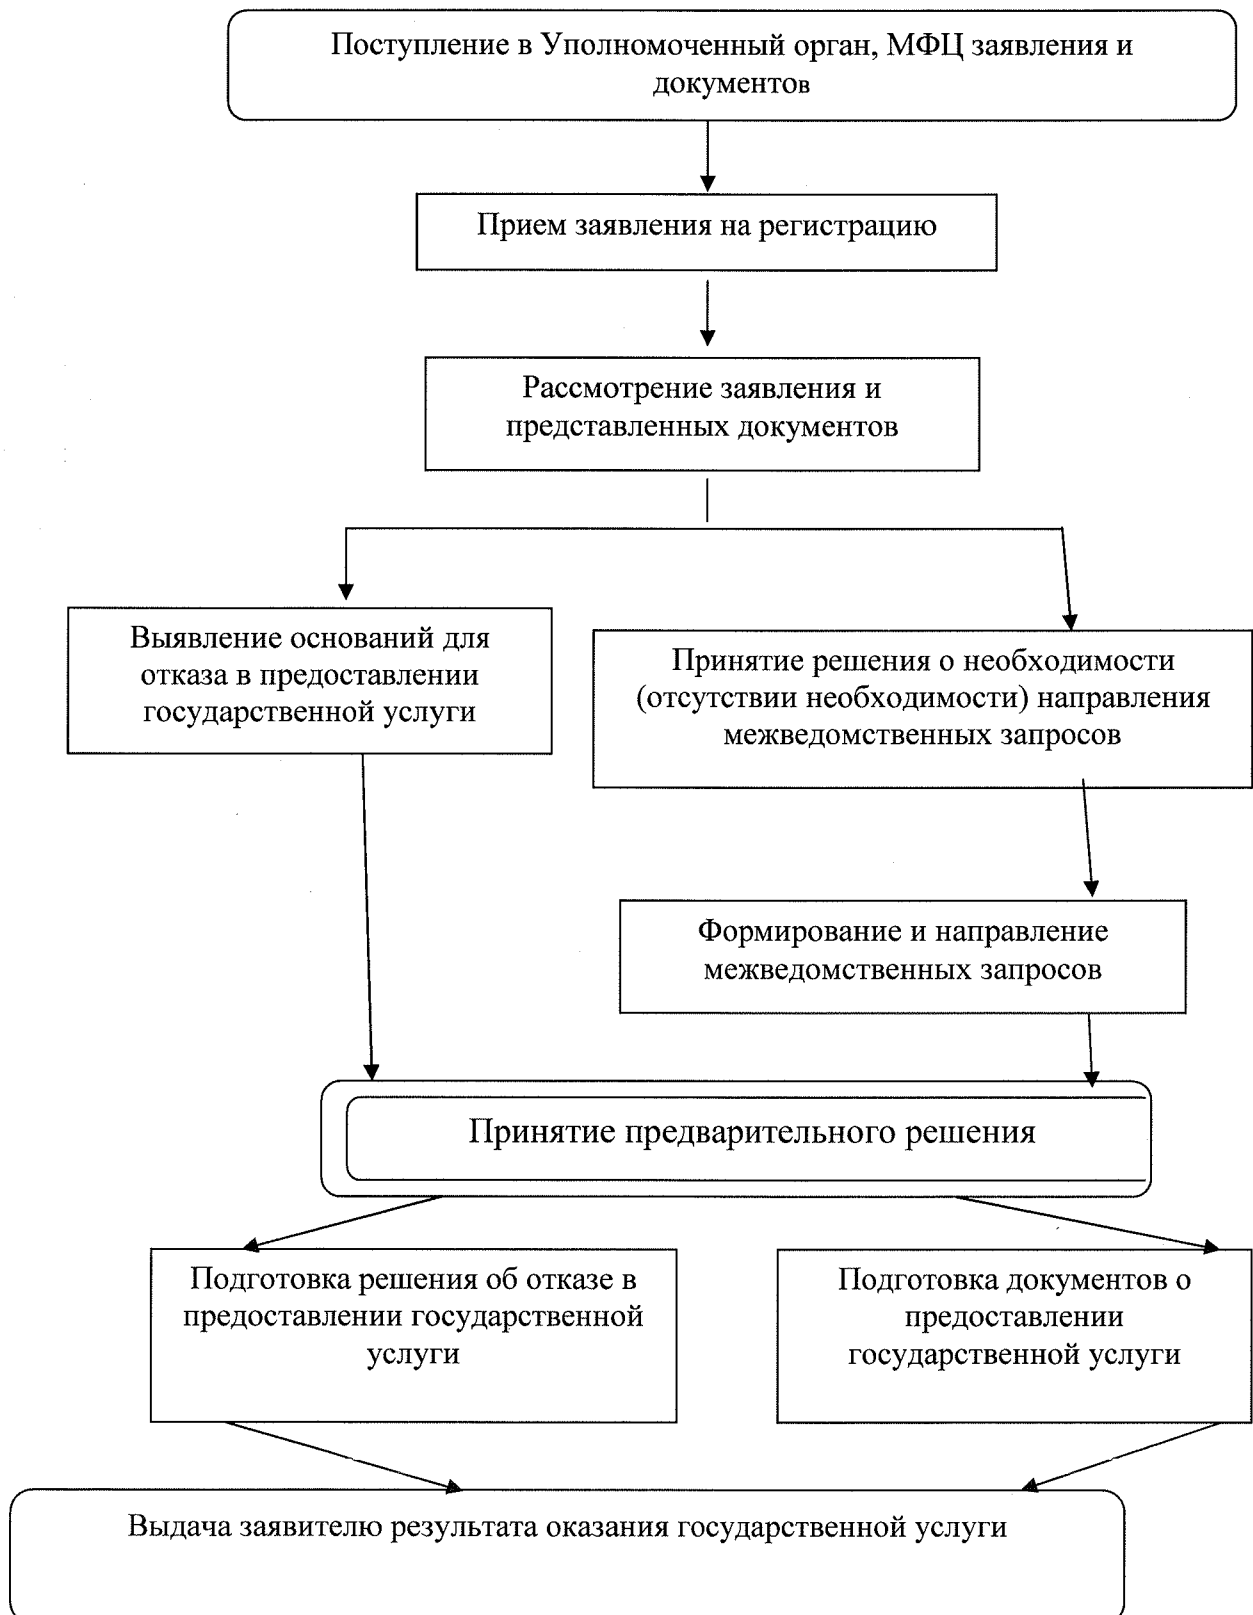 Поступление в Уполномоченный орган, МФЦ заявления и
документов
Прием заявления на регистрацию
Рассмотрение заявления и
представленных документов
Выявление оснований для
отказа в предоставлении
государственной услуги
Принятие решения о необходимости
(отсутствии необходимости) направления
межведомственных запросов
Формирование и направление
межведомственных запросов
Принятие предварительного решения
Подготовка решения об отказе в
предоставлении государственной
услуги
Подготовка документов о
предоставлении
государственной услуги
Выдача заявителю результата оказания государственной услуги